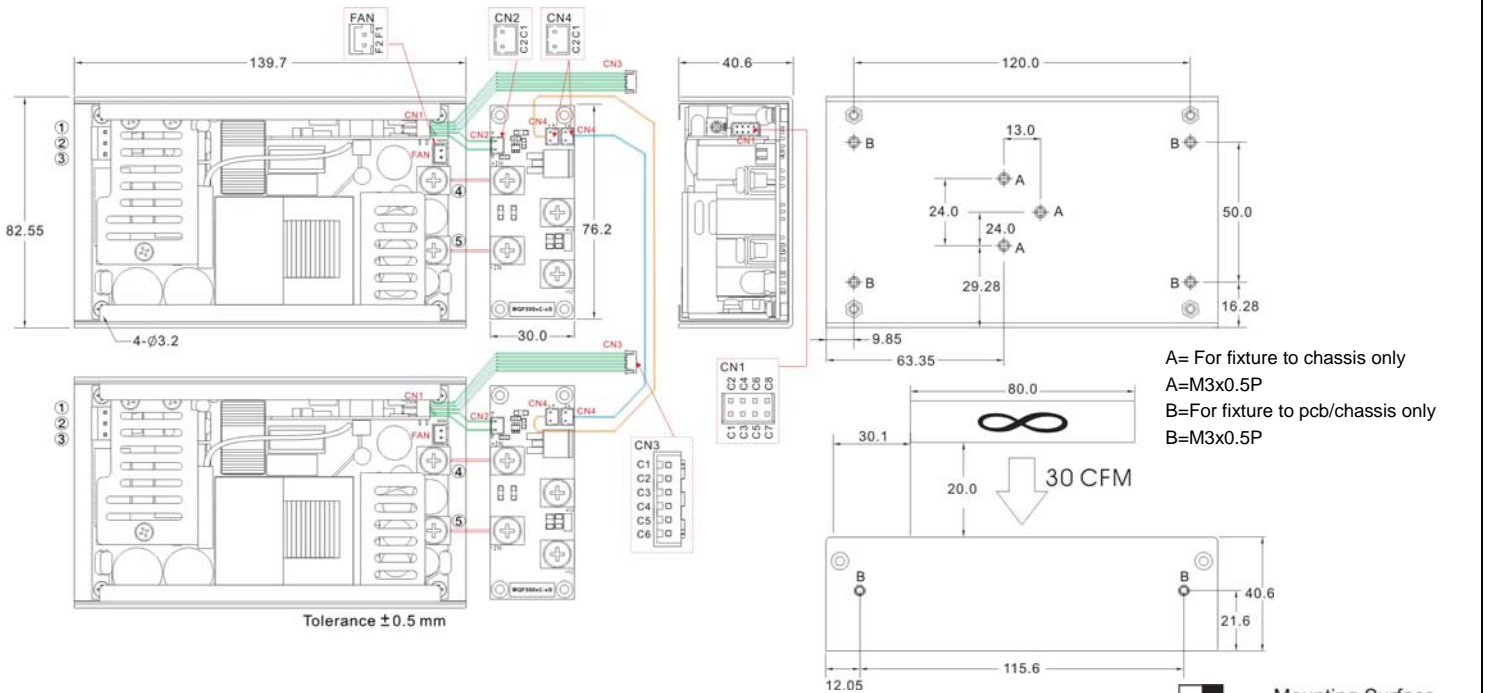 FAN
F2 F1
CN2
C2 C1
CN4
C2 C1
139.7
CN3
40.6
120.0
82.55
①
②
③
CN1
FAN
④
⑤
CN2
+IN
CN4
CN4
-IN
76.2
MQF500xC-xS
30.0
4-Ø3.2
CN1
B
B
13.0
A
24.0
A
24.0
A
50.0
29.28
B
B
16.28
9.85
63.35
A= For fixture to chassis only
A=M3x0.5P
B=For fixture to pcb/chassis only
B=M3x0.5P
CN1
C2 C4 C6 C8
C1 C3 C5 C7
80.0
30.1
20.0
30 CFM
CN3
①
②
③
CN1
FAN
④
⑤
CN2
CN4
CN4
-IN
MQF500xC-xS
CN3
C1
C2
C3
C4
C5
C6
B
B
40.6
21.6
115.6
12.05
Tolerance ±0.5 mm